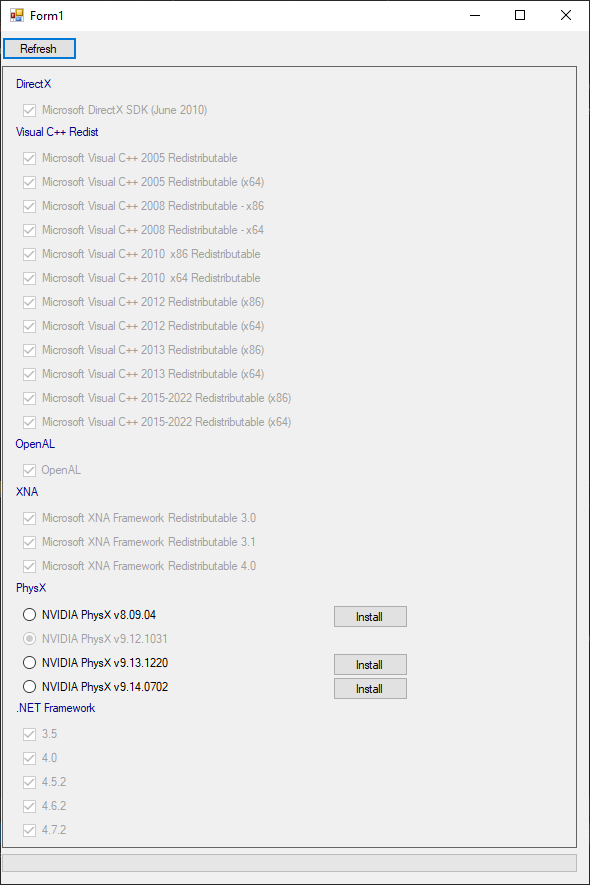 Form1
Refresh
DirectX
Microsoft DirectX SDK (June 2010)
Visual C++ Redist
Microsoft Visual C++ 2005 Redistributable
Microsoft Visual C++ 2005 Redistributable (x64)
Microsoft Visual C++ 2008 Redistributable - x86
Microsoft Visual C++ 2008 Redistributable - x64
Microsoft Visual C++ 2010  x86 Redistributable
Microsoft Visual C++ 2010  x64 Redistributable
Microsoft Visual C++ 2012 Redistributable (x86)
Microsoft Visual C++ 2012 Redistributable (x64)
Microsoft Visual C++ 2013 Redistributable (x86)
Microsoft Visual C++ 2013 Redistributable (x64)
Microsoft Visual C++ 2015-2022 Redistributable (x86)
Microsoft Visual C++ 2015-2022 Redistributable (x64)
OpenAL
OpenAL
XNA
Microsoft XNA Framework Redistributable 3.0
Microsoft XNA Framework Redistributable 3.1
Microsoft XNA Framework Redistributable 4.0
PhysX
NVIDIA PhysX v8.09.04 Install
NVIDIA PhysX v9.12.1031
NVIDIA PhysX v9.13.1220 Install
NVIDIA PhysX v9.14.0702 Install
.NET Framework
3.5
4.0
4.5.2
4.6.2
4.7.2